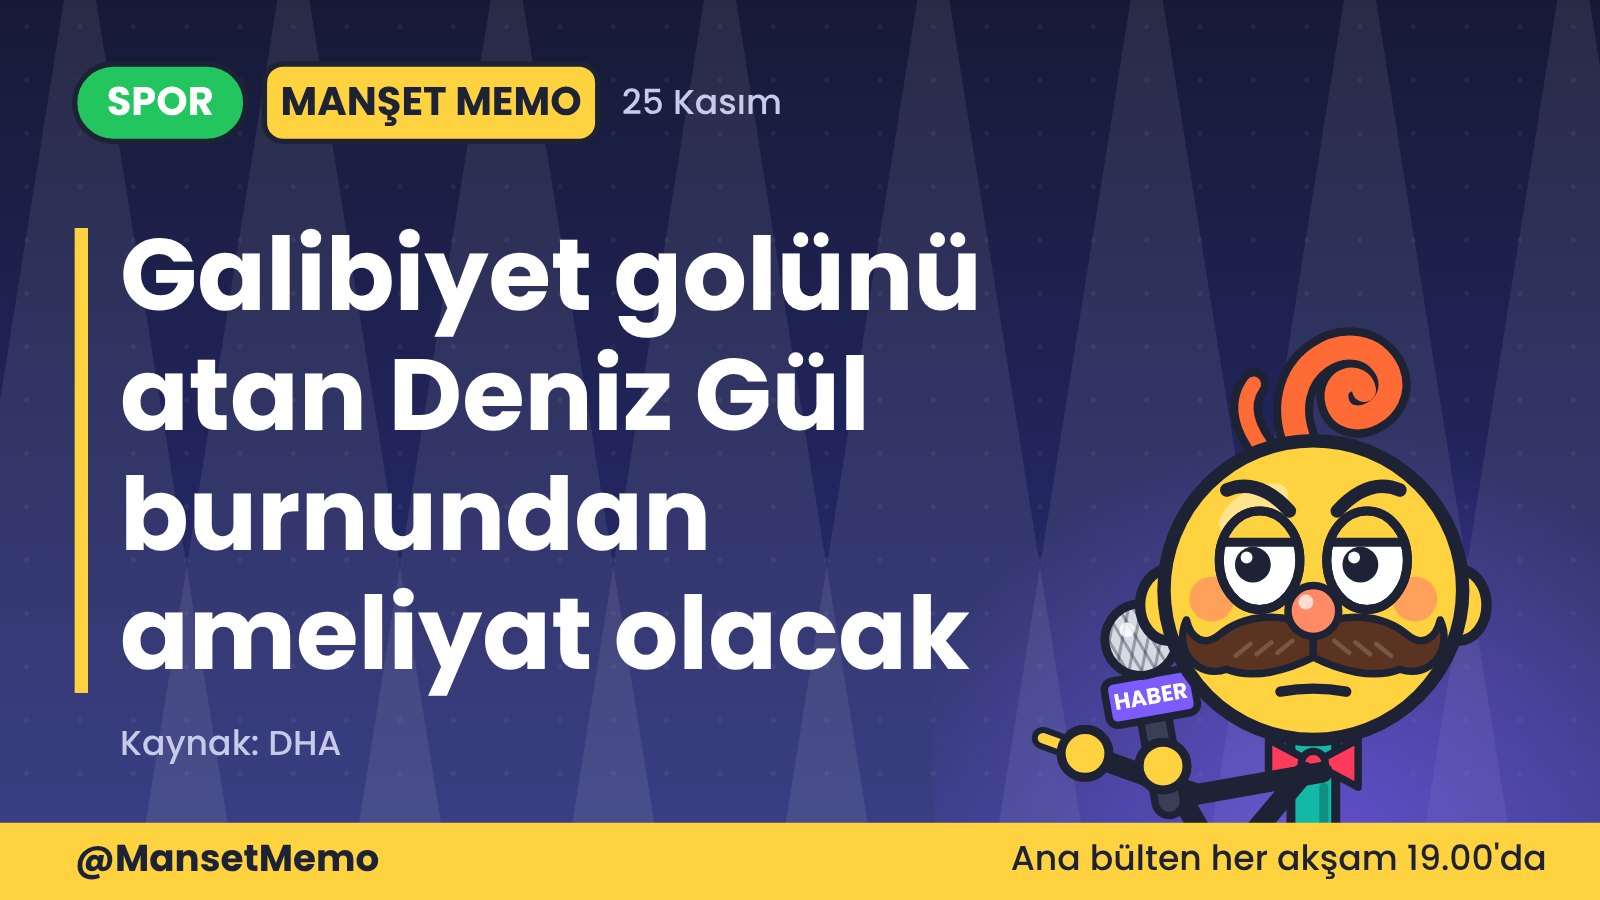 SPOR
MANŞET MEMO
25 Kasım
Galibiyet golünü
atan Deniz Gül
burnundan
ameliyat olacak
Kaynak: DHA
HABER
@MansetMemo
Ana bülten her akşam 19.00'da